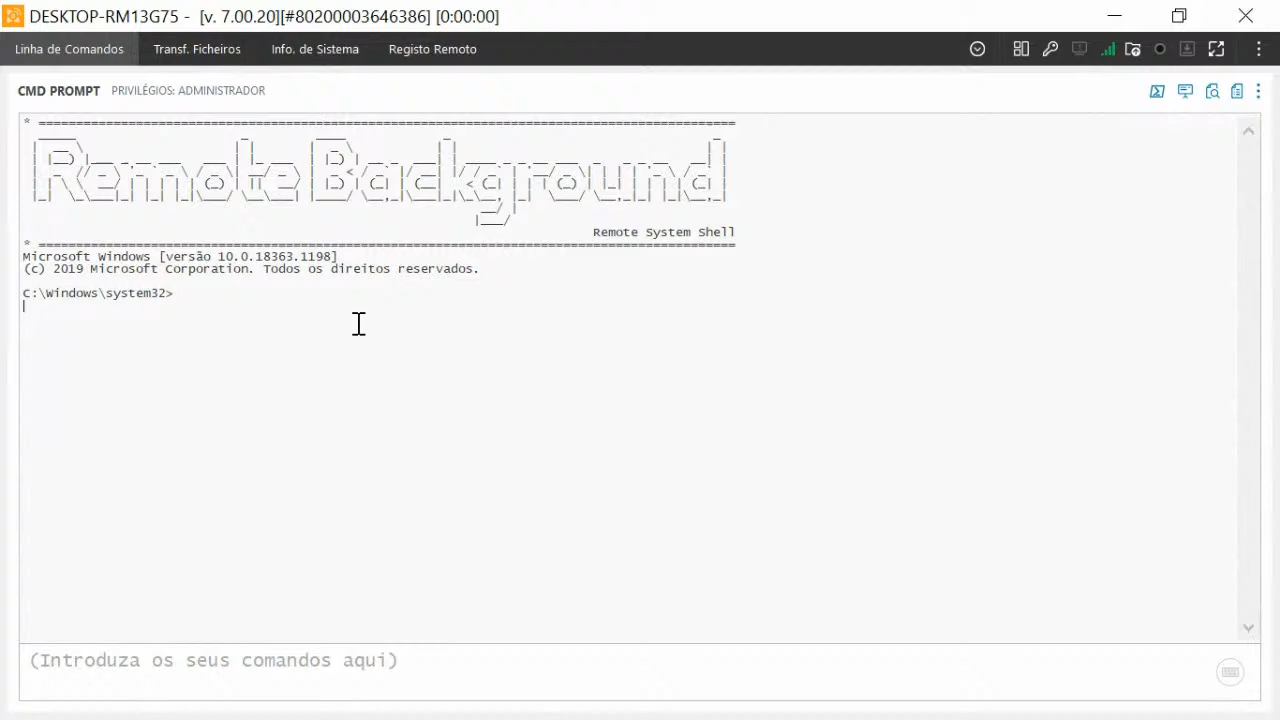 DESKTOP-RM13G75 - [v. 7.00.20][#80200003646386] [0:00:00]
Linha de Comandos Transf. Ficheiros Info. de Sistema Registo Remoto
CMD PROMPT PRIVILÉGIOS: ADMINISTRADOR
* =============================================================================================
Remote Background
Remote System Shell
* =============================================================================================
Microsoft Windows [versão 10.0.18363.1198]
(c) 2019 Microsoft Corporation. Todos os direitos reservados.
C:\Windows\system32>
(Introduza os seus comandos aqui)